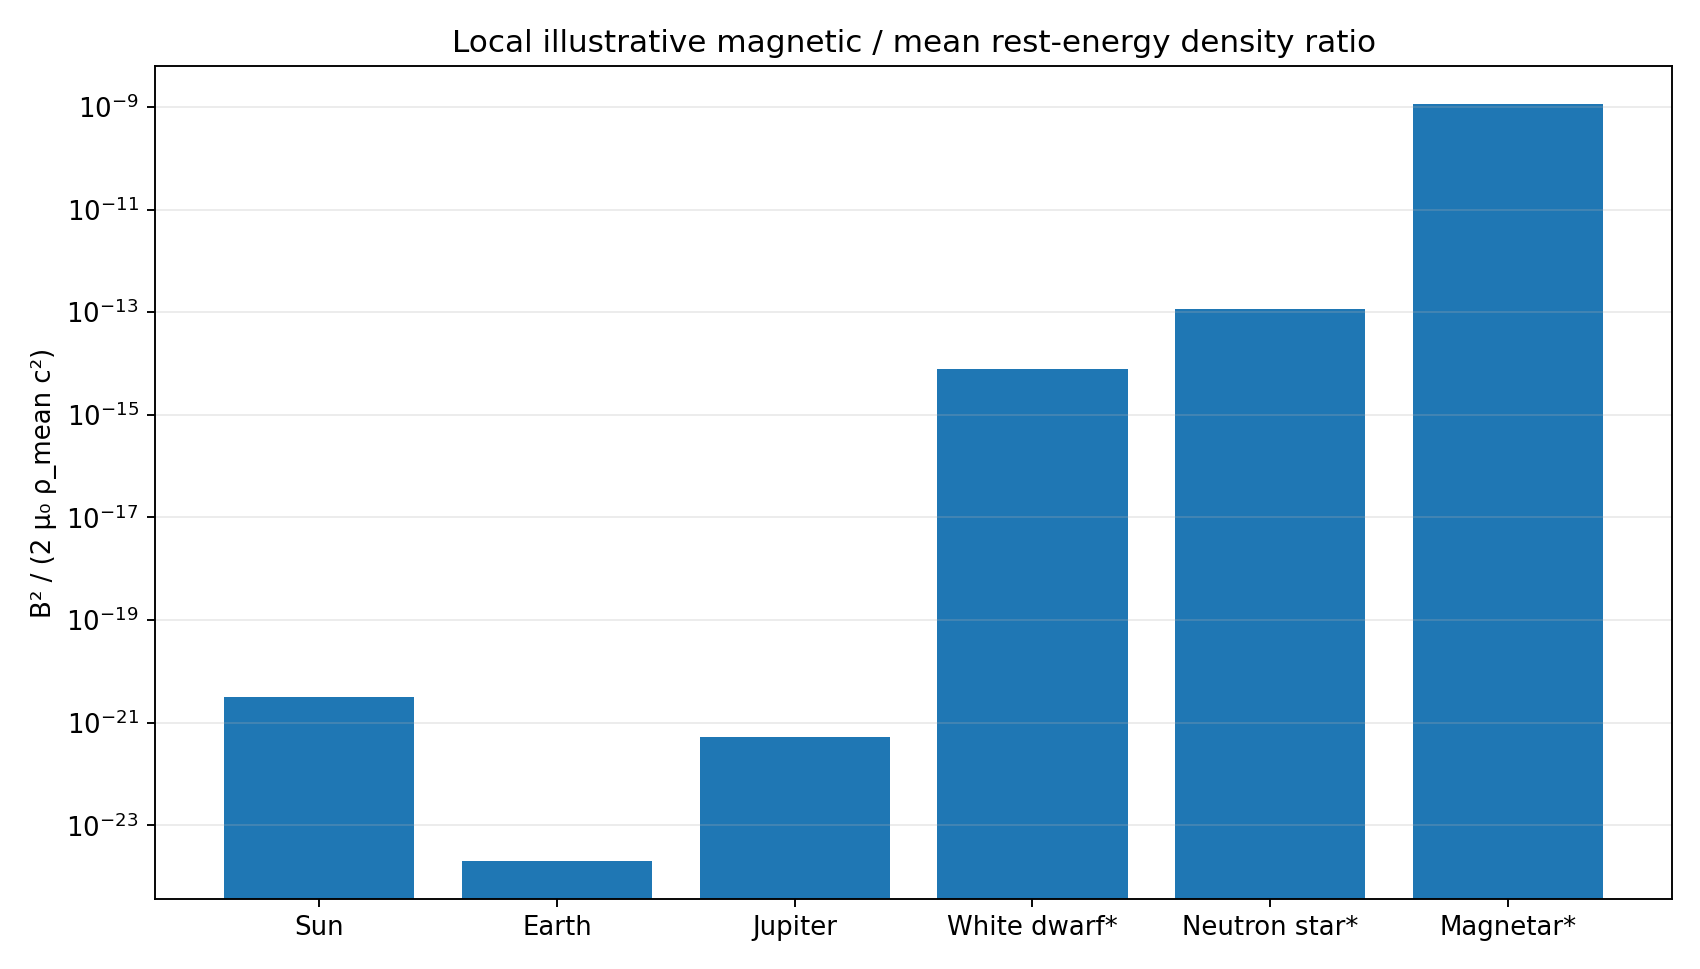 Local illustrative magnetic / mean rest-energy density ratio
B² / (2 μ₀ ρ_mean c²)
10⁻⁹
10⁻¹¹
10⁻¹³
10⁻¹⁵
10⁻¹⁷
10⁻¹⁹
10⁻²¹
10⁻²³
Sun Earth Jupiter White dwarf* Neutron star* Magnetar*